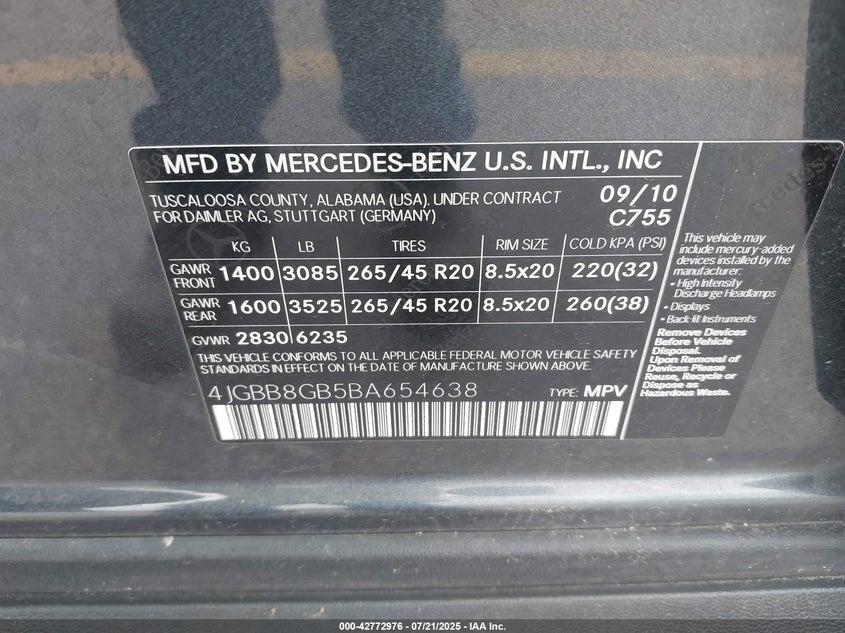 MFD BY MERCEDES-BENZ U.S. INTL., INC
TUSCALOOSA COUNTY, ALABAMA (USA). UNDER CONTRACT
FOR DAIMLER AG, STUTTGART (GERMANY)
09/10
C755
KG LB TIRES RIM SIZE COLD KPA (PSI)
GAWR FRONT 1400 3085 265/45 R20 8.5x20 220(32)
GAWR REAR 1600 3525 265/45 R20 8.5x20 260(38)
GVWR 2830 6235
THIS VEHICLE CONFORMS TO ALL APPLICABLE FEDERAL MOTOR VEHICLE SAFETY
STANDARDS IN EFFECT ON THE DATE OF MANUFACTURE SHOWN ABOVE.
4JGBB8GB5BA654638 TYPE: MPV
This vehicle may
include mercury-added
devices installed by the
manufacturer:
• High Intensity
Discharge Headlamps
• Displays
• Back-lit Instruments
Remove Devices
Before Vehicle
Disposal.
Upon Removal of
Devices Please
Reuse, Recycle or
Dispose as
Hazardous Waste.
000-42772976 - 07/21/2025 - IAA Inc.